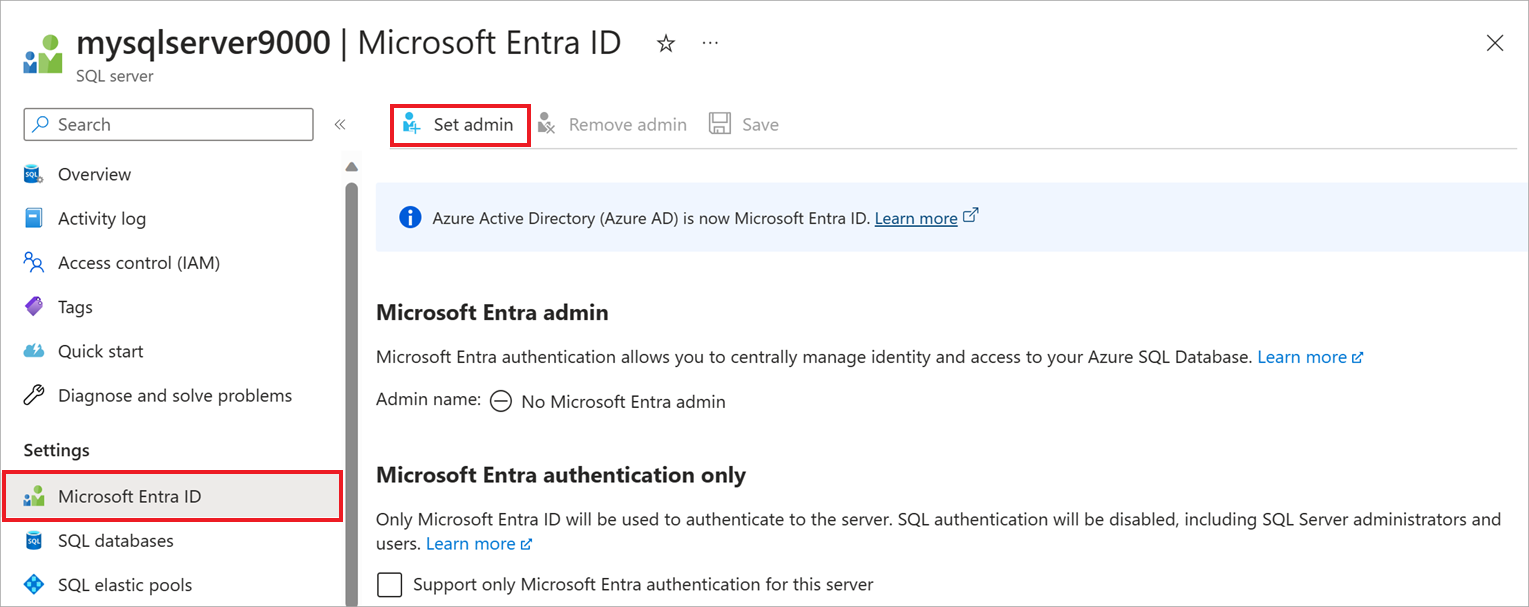 mysqlserver9000 | Microsoft Entra ID
SQL server
Search
Set admin
Remove admin
Save
Overview
Activity log
Access control (IAM)
Tags
Quick start
Diagnose and solve problems
Settings
Microsoft Entra ID
SQL databases
SQL elastic pools
Azure Active Directory (Azure AD) is now Microsoft Entra ID. Learn more
Microsoft Entra admin
Microsoft Entra authentication allows you to centrally manage identity and access to your Azure SQL Database. Learn more
Admin name: No Microsoft Entra admin
Microsoft Entra authentication only
Only Microsoft Entra ID will be used to authenticate to the server. SQL authentication will be disabled, including SQL Server administrators and
users. Learn more
Support only Microsoft Entra authentication for this server